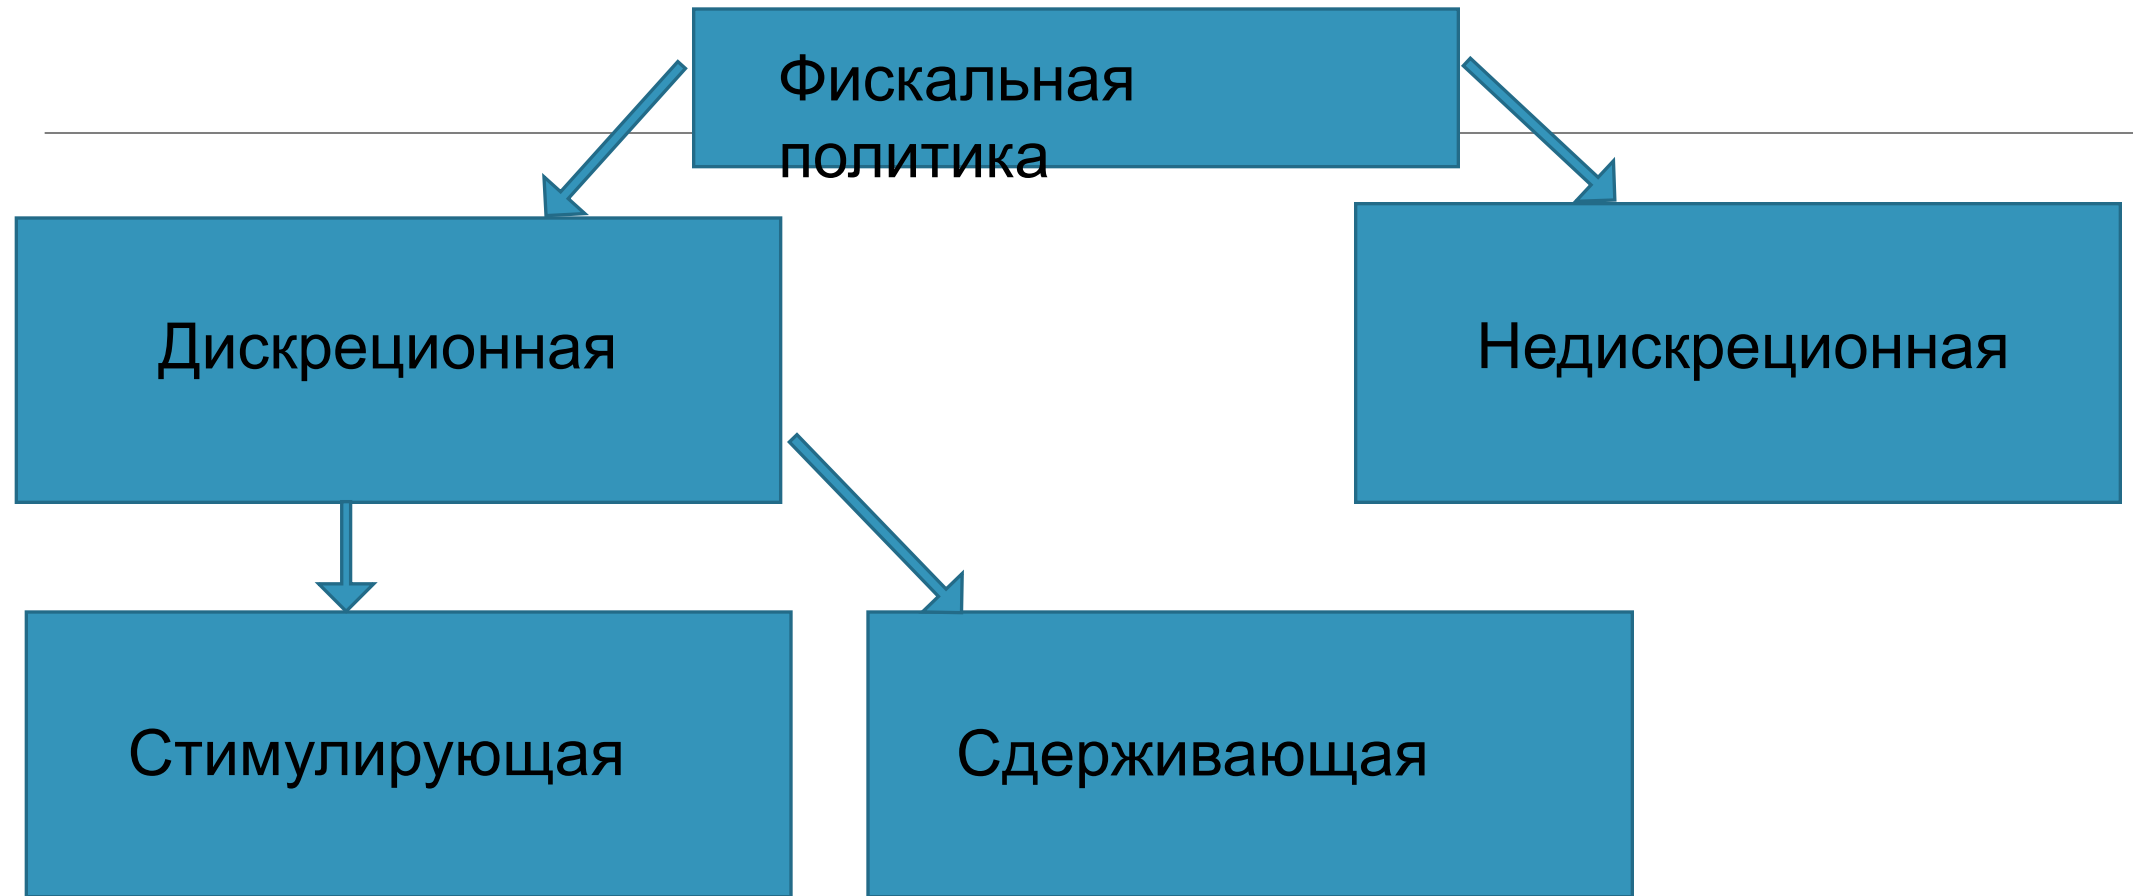 Фискальная
политика
Дискреционная
Недискреционная
Стимулирующая
Сдерживающая